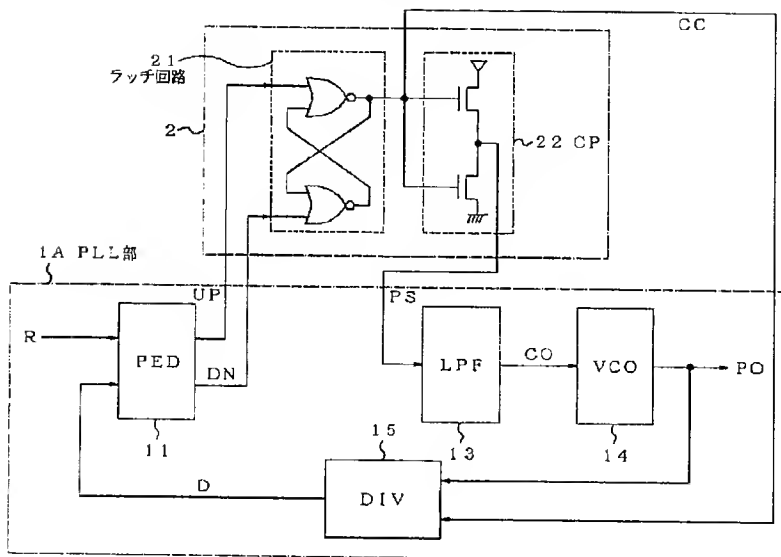 CC
21
ラッチ回路
2
22 CP
1A PLL部
UP
PS
R
PED
DN
LPF
CO
VCO
PO
11
13
14
15
D
DIV